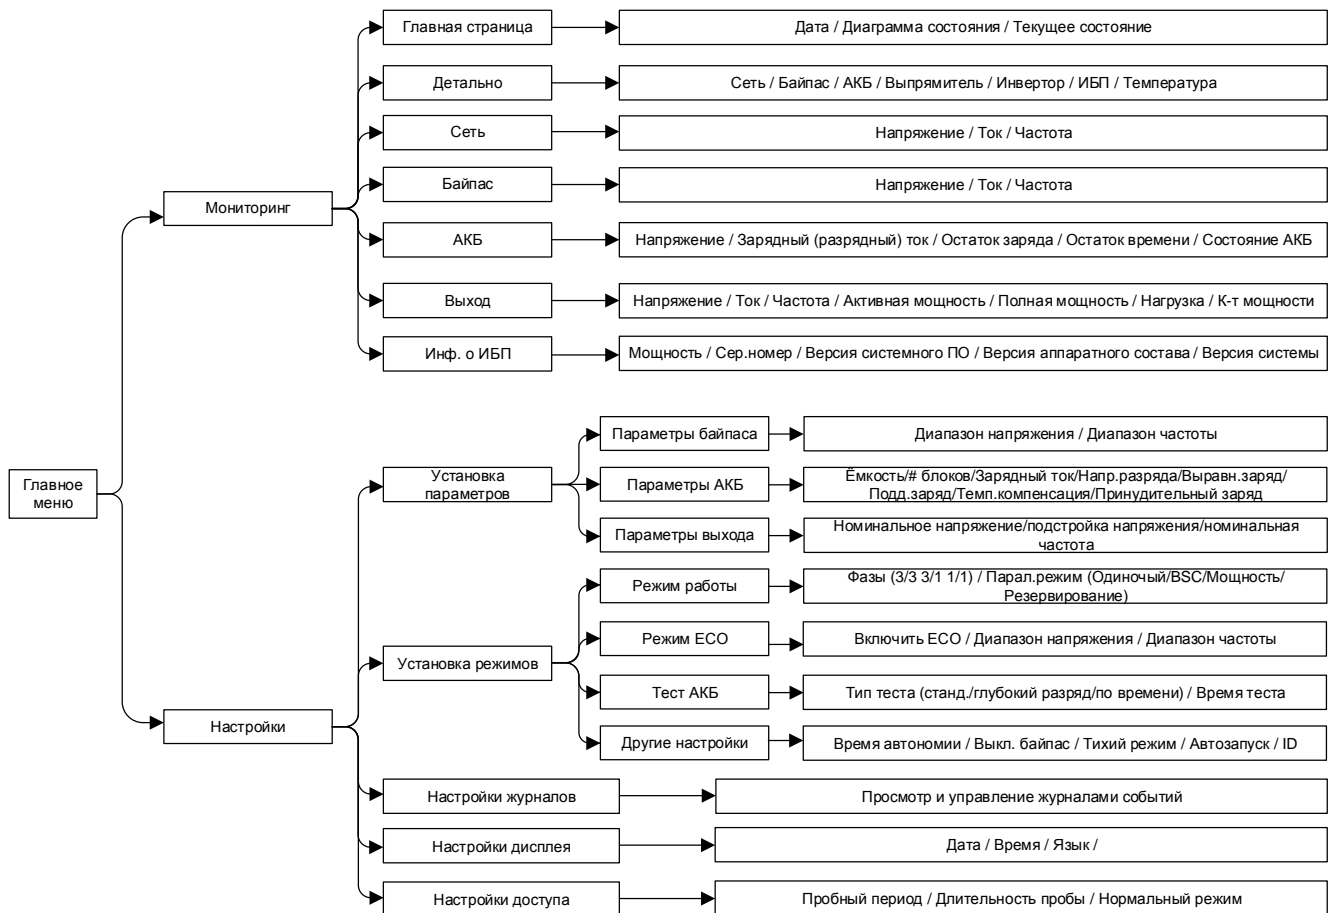 Главная страница
Дата / Диаграмма состояния / Текущее состояние
Детально
Сеть / Байпас / АКБ / Выпрямитель / Инвертор / ИБП / Температура
Сеть
Напряжение / Ток / Частота
Байпас
Напряжение / Ток / Частота
Мониторинг
АКБ
Напряжение / Зарядный (разрядный) ток / Остаток заряда / Остаток времени / Состояние АКБ
Выход
Напряжение / Ток / Частота / Активная мощность / Полная мощность / Нагрузка / К-т мощности
Инф. о ИБП
Мощность / Сер.номер / Версия системного ПО / Версия аппаратного состава / Версия системы
Главное
меню
Параметры байпаса
Диапазон напряжения / Диапазон частоты
Установка
параметров
Параметры АКБ
Ёмкость/# блоков/Зарядный ток/Напр.разряда/Выравн.заряд/
Подд.заряд/Темп.компенсация/Принудительный заряд
Параметры выхода
Номинальное напряжение/подстройка напряжения/номинальная
частота
Режим работы
Фазы (3/3 3/1 1/1) / Парал.режим (Одиночый/BSC/Мощность/
Резервирование)
Режим ECO
Включить ECO / Диапазон напряжения / Диапазон частоты
Установка режимов
Тест АКБ
Тип теста (станд./глубокий разряд/по времени) / Время теста
Настройки
Другие настройки
Время автономии / Выкл. байпас / Тихий режим / Автозапуск / ID
Настройки журналов
Просмотр и управление журналами событий
Настройки дисплея
Дата / Время / Язык /
Настройки доступа
Пробный период / Длительность пробы / Нормальный режим